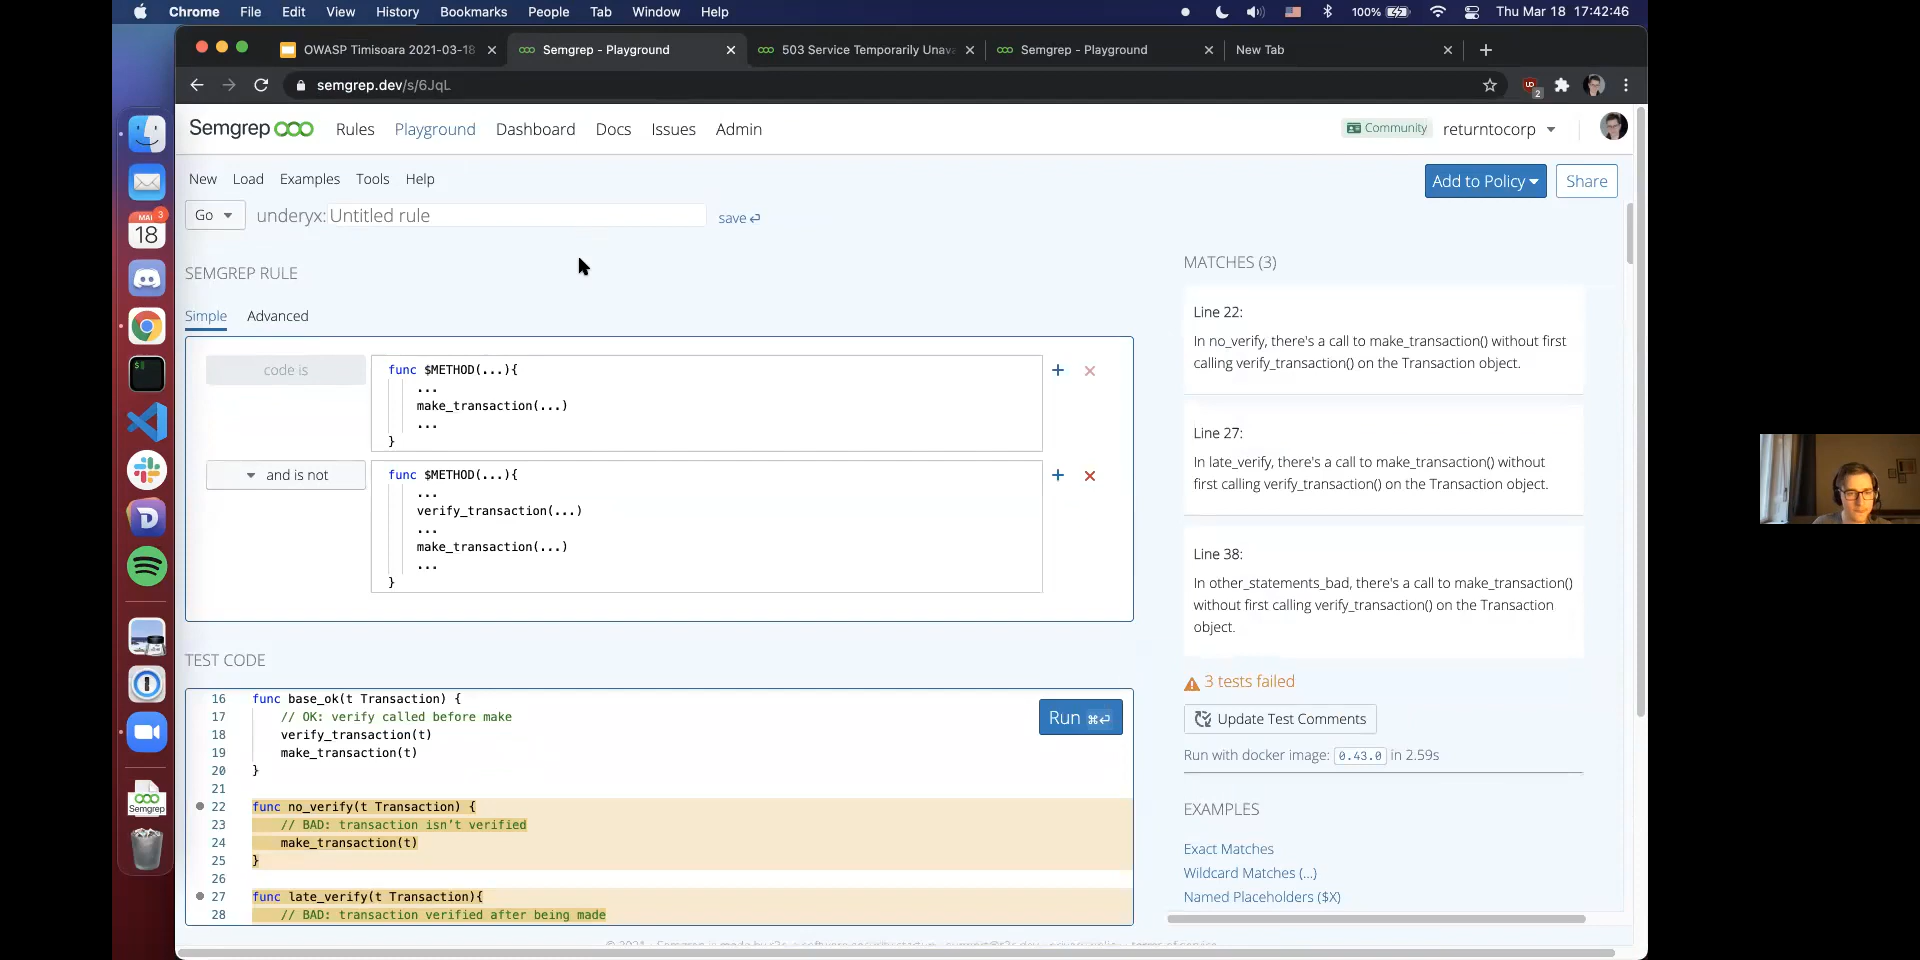 Chrome File Edit View History Bookmarks People Tab Window Help
100% Thu Mar 18 17:42:46
OWASP Timisoara 2021-03-18
Semgrep - Playground
503 Service Temporarily Unava
Semgrep - Playground
New Tab
semgrep.dev/s/6JqL
2
Semgrep Rules Playground Dashboard Docs Issues Admin
Community returntocorp
New Load Examples Tools Help
Add to Policy Share
Go underyx: Untitled rule save
SEMGREP RULE
Simple Advanced
code is
func $METHOD(...){
...
make_transaction(...)
...
}
and is not
func $METHOD(...){
...
verify_transaction(...)
...
make_transaction(...)
...
}
TEST CODE
16 func base_ok(t Transaction) {
17 // OK: verify called before make
18 verify_transaction(t)
19 make_transaction(t)
20 }
21
22 func no_verify(t Transaction) {
23 // BAD: transaction isn't verified
24 make_transaction(t)
25 }
26
27 func late_verify(t Transaction){
28 // BAD: transaction verified after being made
Run ⌘⏎
MATCHES (3)
Line 22:
In no_verify, there's a call to make_transaction() without first
calling verify_transaction() on the Transaction object.
Line 27:
In late_verify, there's a call to make_transaction() without
first calling verify_transaction() on the Transaction object.
Line 38:
In other_statements_bad, there's a call to make_transaction()
without first calling verify_transaction() on the Transaction
object.
3 tests failed
Update Test Comments
Run with docker image: 0.43.0 in 2.59s
EXAMPLES
Exact Matches
Wildcard Matches (...)
Named Placeholders ($X)
MAI 3
18
Semgrep